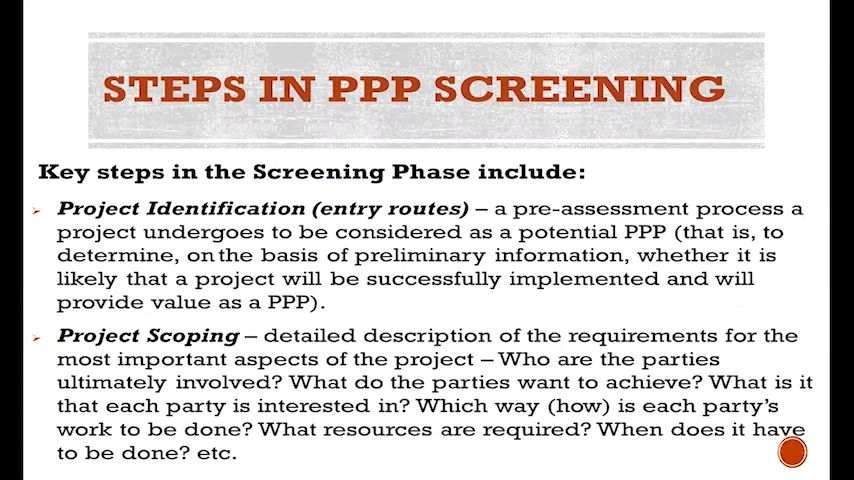 STEPS IN PPP SCREENING
Key steps in the Screening Phase include:
➢ Project Identification (entry routes) – a pre-assessment process a
project undergoes to be considered as a potential PPP (that is, to
determine, on the basis of preliminary information, whether it is
likely that a project will be successfully implemented and will
provide value as a PPP).
➢ Project Scoping – detailed description of the requirements for the
most important aspects of the project – Who are the parties
ultimately involved? What do the parties want to achieve? What is it
that each party is interested in? Which way (how) is each party's
work to be done? What resources are required? When does it have
to be done? etc.